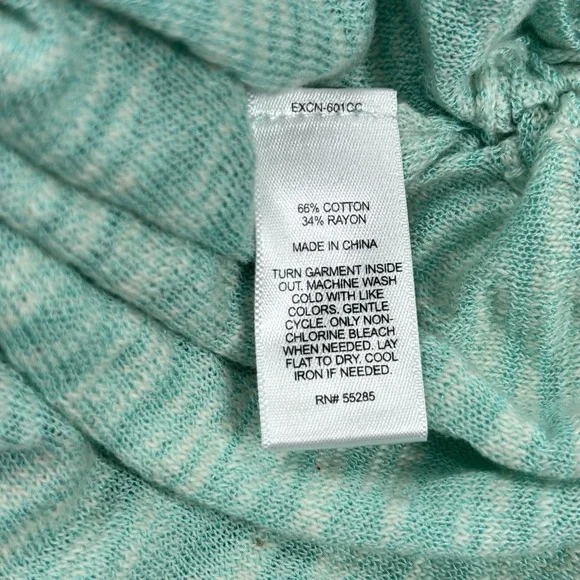 EXCN-601CC
66% COTTON
34% RAYON
MADE IN CHINA
TURN GARMENT INSIDE
OUT. MACHINE WASH
COLD WITH LIKE
COLORS. GENTLE
CYCLE. ONLY NON-
CHLORINE BLEACH
WHEN NEEDED. LAY
FLAT TO DRY. COOL
IRON IF NEEDED.
RN# 55285